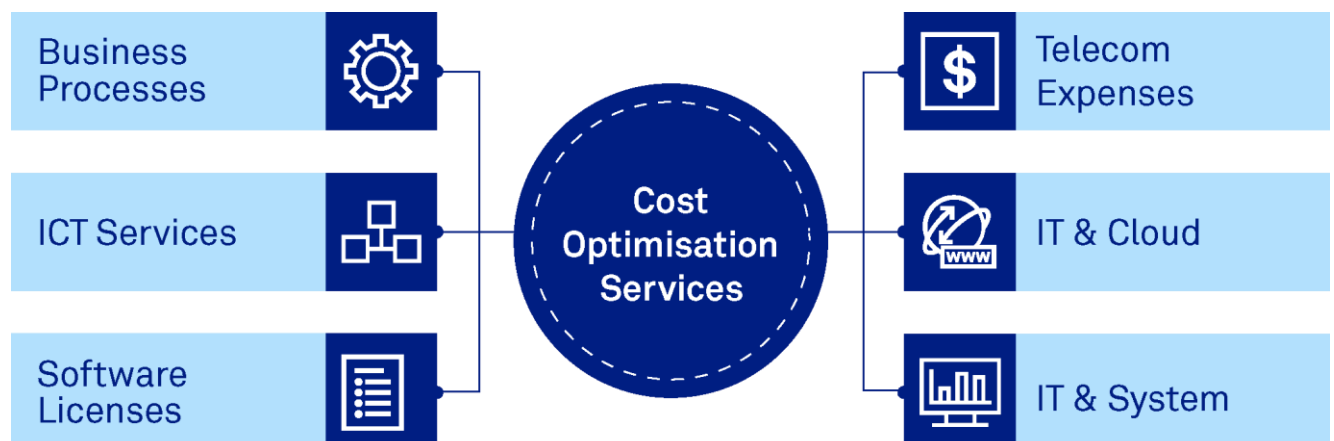 Business
Processes
ICT Services
Software
Licenses
Cost
Optimisation
Services
$
Telecom
Expenses
www
IT & Cloud
IT & System